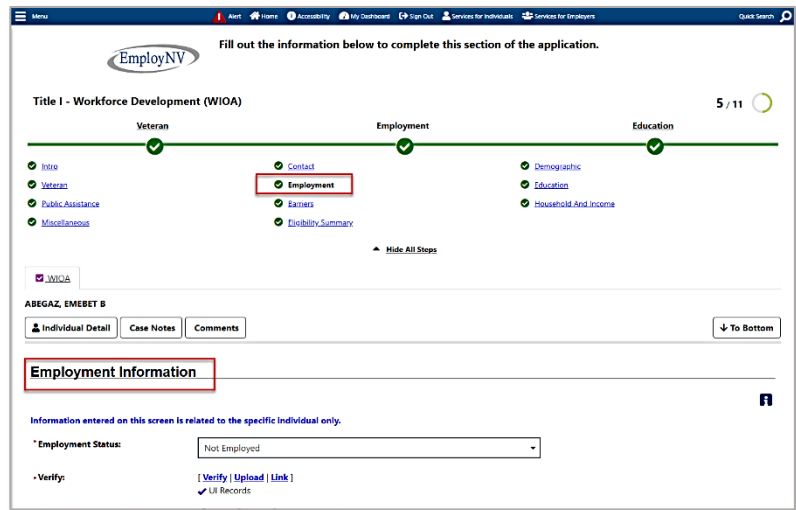 Menu Alert Home Accessibility My Dashboard Sign Out Services for Individuals Services for Employers Quick Search
EmployNV
Fill out the information below to complete this section of the application.
Title I - Workforce Development (WIOA)
5 / 11
Veteran Employment Education
Intro Contact Demographic
Veteran Employment Education
Public Assistance Barriers Household And Income
Miscellaneous Eligibility Summary
Hide All Steps
WIOA
ABEGAZ, EMEBET B
Individual Detail Case Notes Comments To Bottom
Employment Information
Information entered on this screen is related to the specific individual only.
*Employment Status: Not Employed
Verify: [ Verify | Upload | Link ]
UI Records